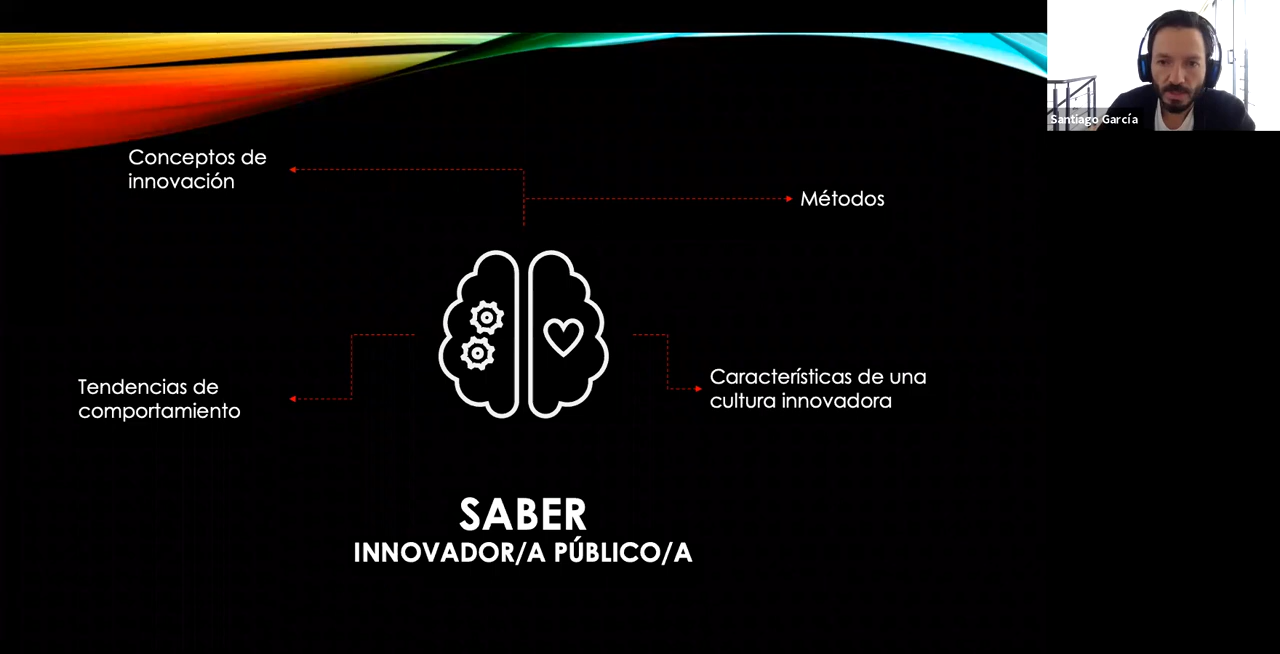 Santiago García
Conceptos de
innovación
Métodos
Tendencias de
comportamiento
Características de una
cultura innovadora
SABER
INNOVADOR/A PÚBLICO/A